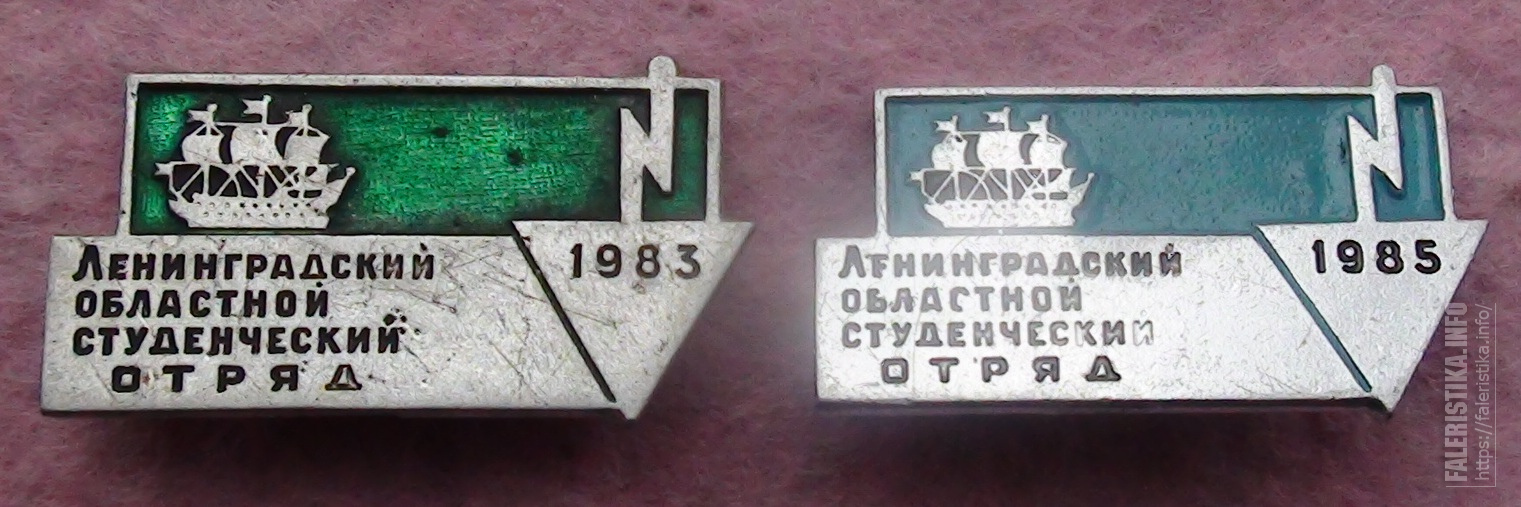 Ленинградский
областной
студенческий
отряд
1983
Ленинградский
областной
студенческий
отряд
1985
FALERISTIKA.INFO
https://faleristika.info/